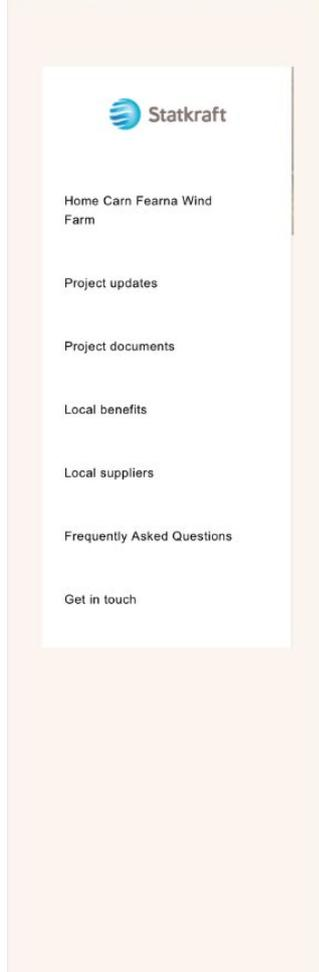 Statkraft
Home Carn Fearna Wind
Farm
Project updates
Project documents
Local benefits
Local suppliers
Frequently Asked Questions
Get in touch